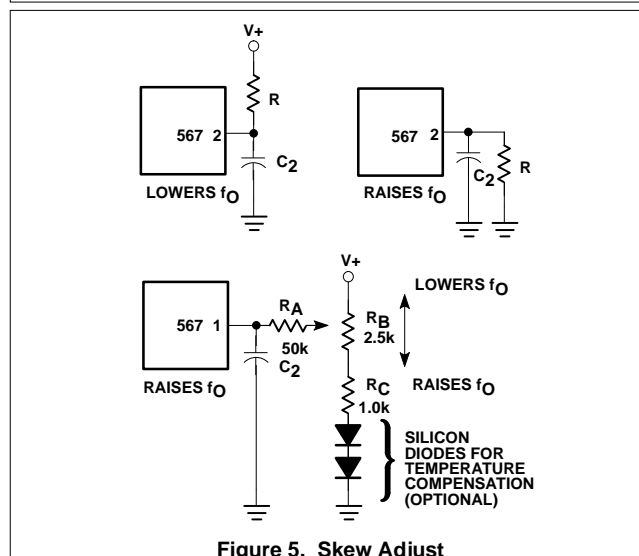 V+
R
567 2
C2
LOWERS fO
567 2
C2
R
RAISES fO
V+
LOWERS fO
567 1
RA
50k
C2
RAISES fO
RB
2.5k
RAISES fO
RC
1.0k
SILICON
DIODES FOR
TEMPERATURE
COMPENSATION
(OPTIONAL)
Figure 5. Skew Adjust